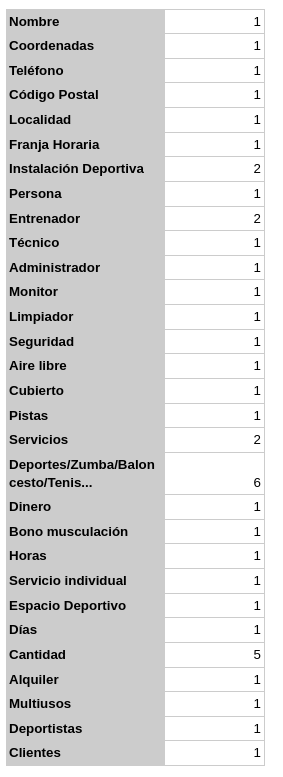 Nombre 1
Coordenadas 1
Teléfono 1
Código Postal 1
Localidad 1
Franja Horaria 1
Instalación Deportiva 2
Persona 1
Entrenador 2
Técnico 1
Administrador 1
Monitor 1
Limpiador 1
Seguridad 1
Aire libre 1
Cubierto 1
Pistas 1
Servicios 2
Deportes/Zumba/Balon
cesto/Tenis... 6
Dinero 1
Bono musculación 1
Horas 1
Servicio individual 1
Espacio Deportivo 1
Días 1
Cantidad 5
Alquiler 1
Multiusos 1
Deportistas 1
Clientes 1